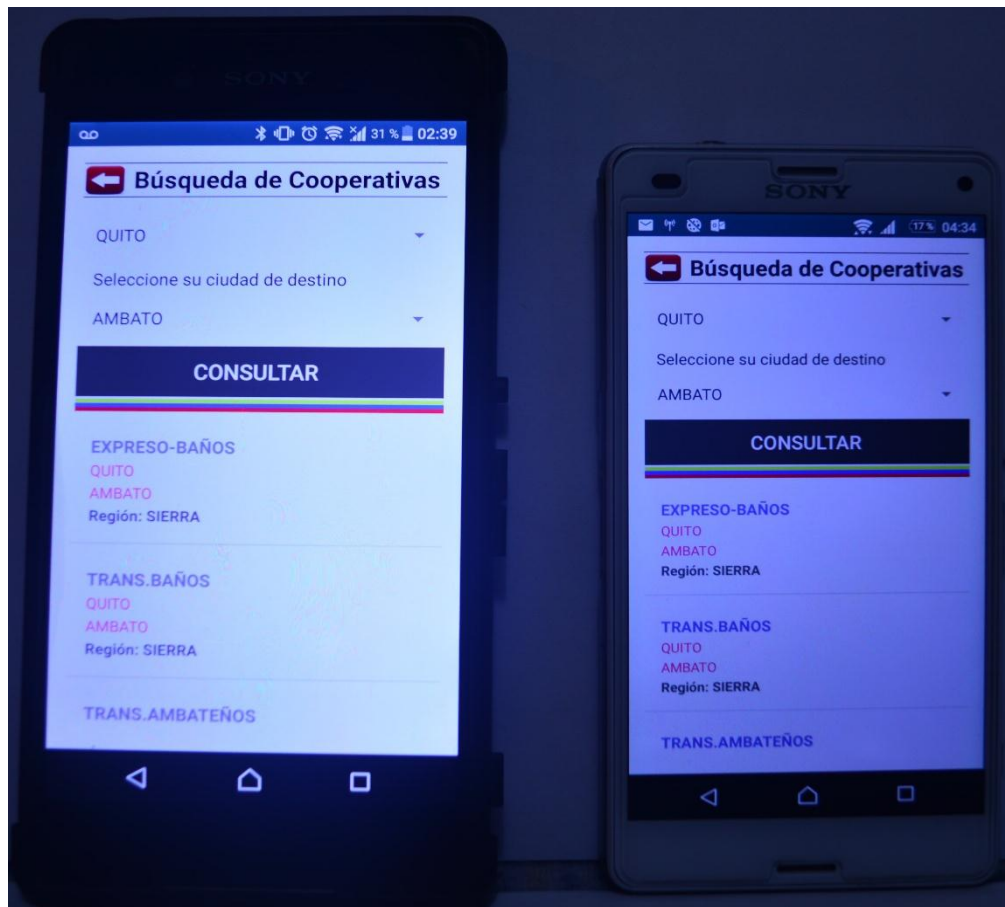 SONY
31 % 02:39
Búsqueda de Cooperativas
QUITO
Seleccione su ciudad de destino
AMBATO
CONSULTAR
EXPRESO-BAÑOS
QUITO
AMBATO
Región: SIERRA
TRANS.BAÑOS
QUITO
AMBATO
Región: SIERRA
TRANS.AMBATEÑOS
SONY
17% 04:34
Búsqueda de Cooperativas
QUITO
Seleccione su ciudad de destino
AMBATO
CONSULTAR
EXPRESO-BAÑOS
QUITO
AMBATO
Región: SIERRA
TRANS.BAÑOS
QUITO
AMBATO
Región: SIERRA
TRANS.AMBATEÑOS